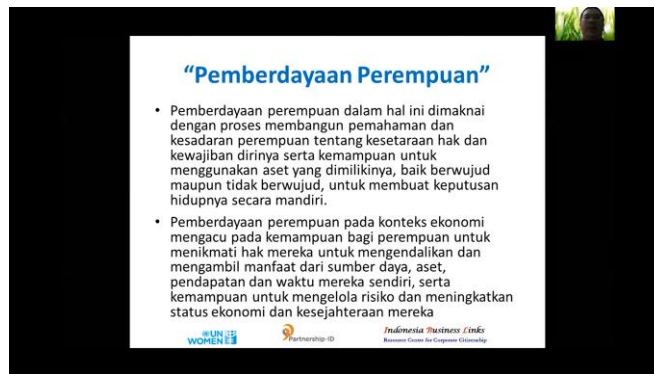 “Pemberdayaan Perempuan”
• Pemberdayaan perempuan dalam hal ini dimaknai
dengan proses membangun pemahaman dan
kesadaran perempuan tentang kesetaraan hak dan
kewajiban dirinya serta kemampuan untuk
menggunakan aset yang dimilikinya, baik berwujud
maupun tidak berwujud, untuk membuat keputusan
hidupnya secara mandiri.
• Pemberdayaan perempuan pada konteks ekonomi
mengacu pada kemampuan bagi perempuan untuk
menikmati hak mereka untuk mengendalikan dan
mengambil manfaat dari sumber daya, aset,
pendapatan dan waktu mereka sendiri, serta
kemampuan untuk mengelola risiko dan meningkatkan
status ekonomi dan kesejahteraan mereka
UN
WOMEN
Partnership-ID
Indonesia Business Links
Resource Centre for Corporate Citizenship